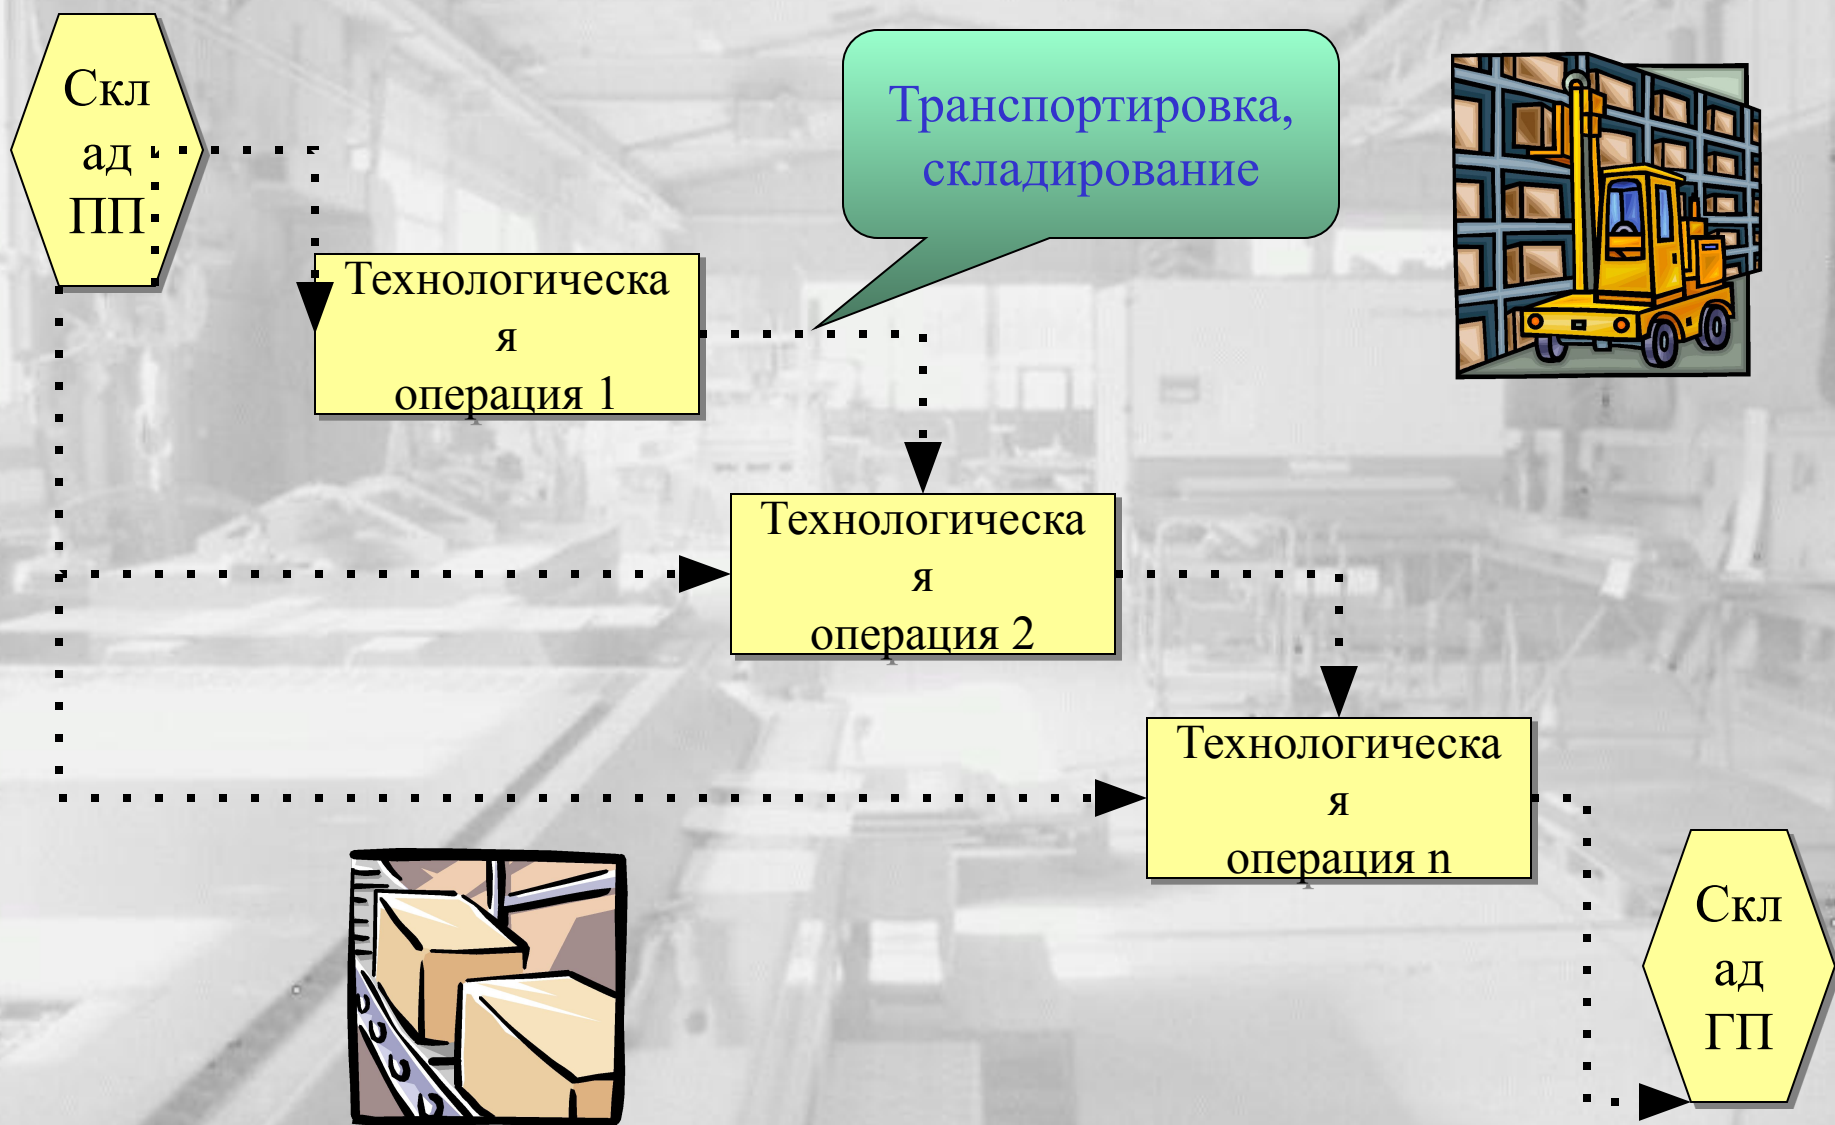 Скл
ад
ПП
Транспортировка,
складирование
Технологическа
я
операция 1
Технологическа
я
операция 2
Технологическа
я
операция n
Скл
ад
ГП